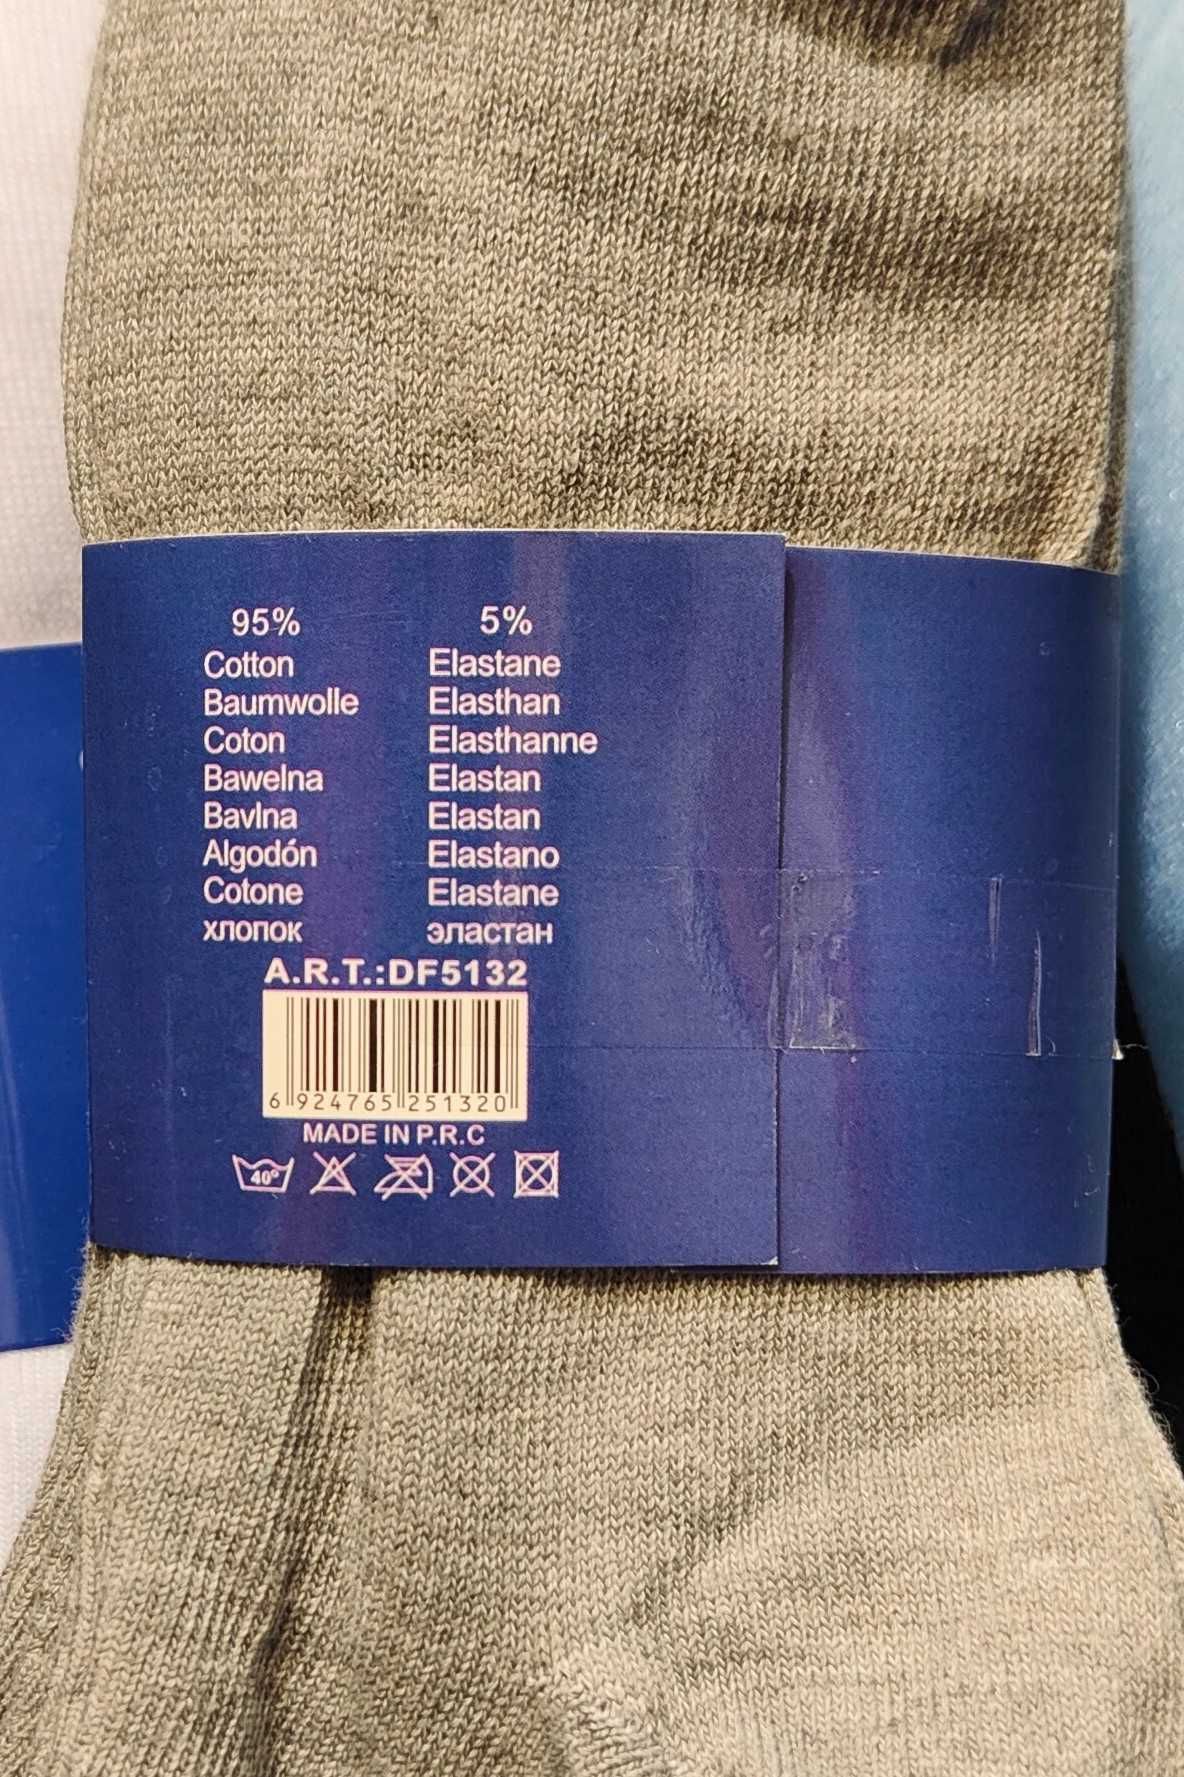 95% 5%
Cotton Elastane
Baumwolle Elasthan
Coton Elasthanne
Bawelna Elastan
Bavlna Elastan
Algodón Elastano
Cotone Elastane
хлопок эластан
A.R.T.:DF5132
6 924765 251320
MADE IN P.R.C
40°